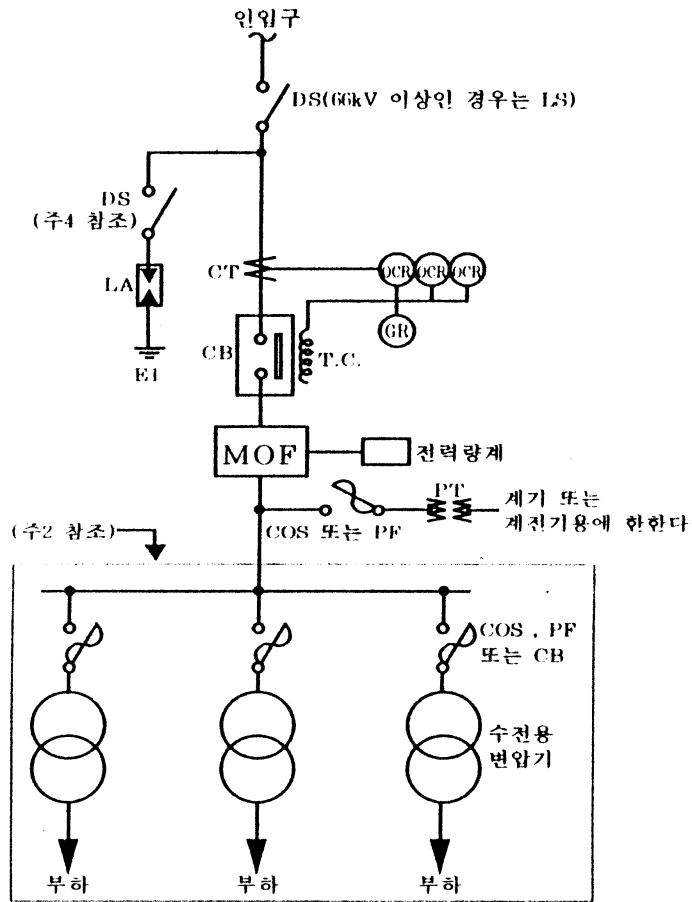 인입구
DS(66kV 이상인 경우는 LS)
DS
(주4 참조)
CT
OCR OCR OCR
LA
GR
CB
T.C.
E1
MOF
전력량계
PT
계기 또는
계전기용에 한한다
COS 또는 PF
(주2 참조)
COS , PF
또는 CB
수전용
변압기
부하
부하
부하